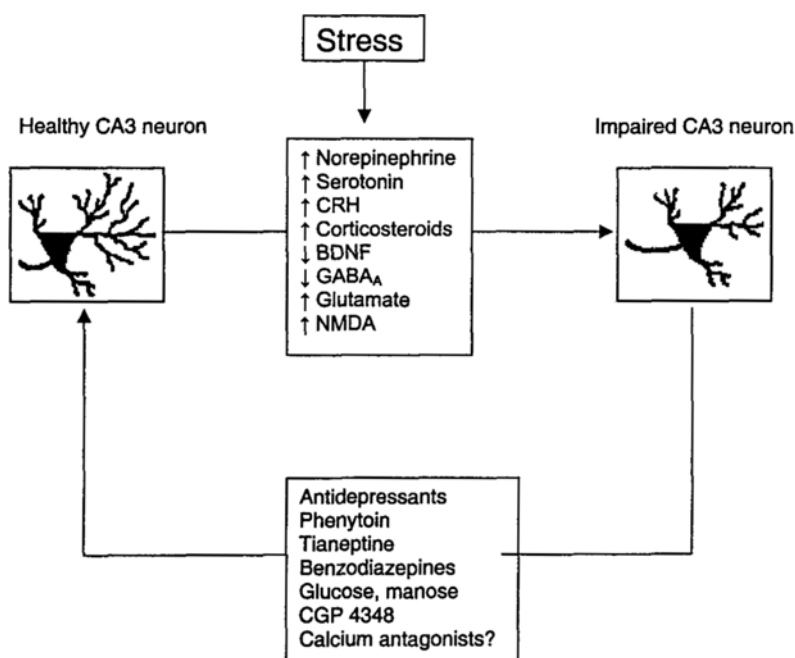 Stress
Healthy CA3 neuron
Impaired CA3 neuron
↑ Norepinephrine
↑ Serotonin
↑ CRH
↑ Corticosteroids
↓ BDNF
↓ GABAA
↑ Glutamate
↑ NMDA
Antidepressants
Phenytoin
Tianeptine
Benzodiazepines
Glucose, manose
CGP 4348
Calcium antagonists?